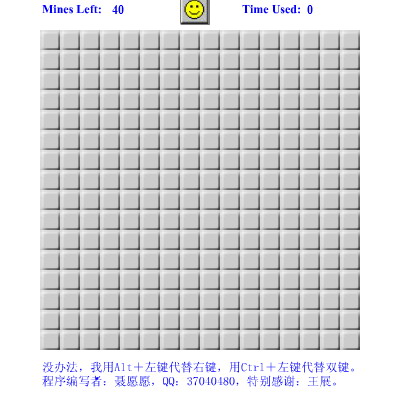 Mines Left: 40 Time Used: 0
没办法，我用Alt＋左键代替右键，用Ctrl＋左键代替双键。
程序编写者：聂愿愿，QQ：37040480，特别感谢：王展。